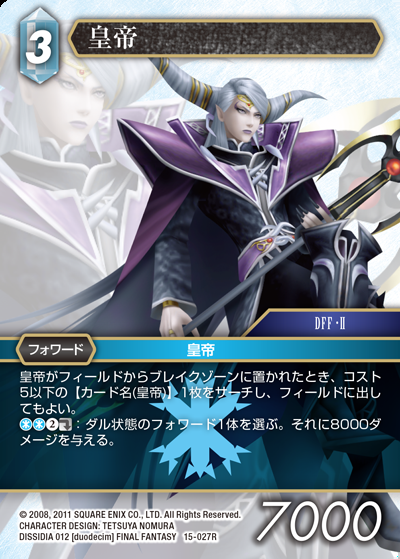 3
皇帝
DFF・II
フォワード
皇帝
皇帝がフィールドからブレイクゾーンに置かれたとき、コスト
5以下の【カード名(皇帝)】1枚をサーチし、フィールドに出し
てもよい。
2：ダル状態のフォワード1体を選ぶ。それに8000ダ
メージを与える。
© 2008, 2011 SQUARE ENIX CO., LTD. All Rights Reserved.
CHARACTER DESIGN: TETSUYA NOMURA
DISSIDIA 012 [duodecim] FINAL FANTASY 15-027R
7000